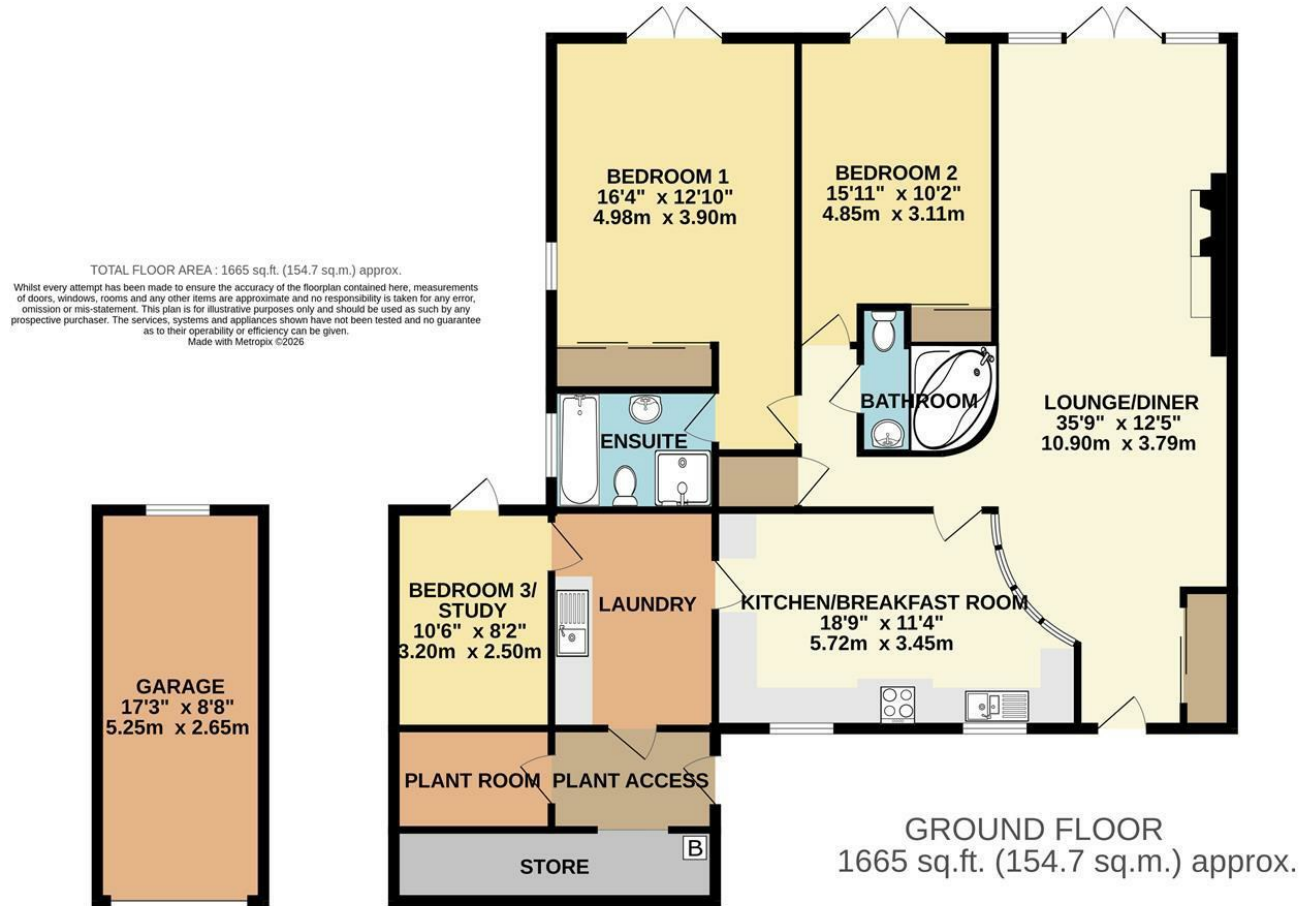 TOTAL FLOOR AREA : 1665 sq.ft. (154.7 sq.m.) approx.
Whilst every attempt has been made to ensure the accuracy of the floorplan contained here, measurements
of doors, windows, rooms and any other items are approximate and no responsibility is taken for any error,
omission or mis-statement. This plan is for illustrative purposes only and should be used as such by any
prospective purchaser. The services, systems and appliances shown have not been tested and no guarantee
as to their operability or efficiency can be given.
Made with Metropix ©2026
BEDROOM 1
16'4" x 12'10"
4.98m x 3.90m
BEDROOM 2
15'11" x 10'2"
4.85m x 3.11m
LOUNGE/DINER
35'9" x 12'5"
10.90m x 3.79m
BATHROOM
ENSUITE
BEDROOM 3/
STUDY
10'6" x 8'2"
3.20m x 2.50m
LAUNDRY
KITCHEN/BREAKFAST ROOM
18'9" x 11'4"
5.72m x 3.45m
GARAGE
17'3" x 8'8"
5.25m x 2.65m
PLANT ROOM
PLANT ACCESS
STORE
B
GROUND FLOOR
1665 sq.ft. (154.7 sq.m.) approx.